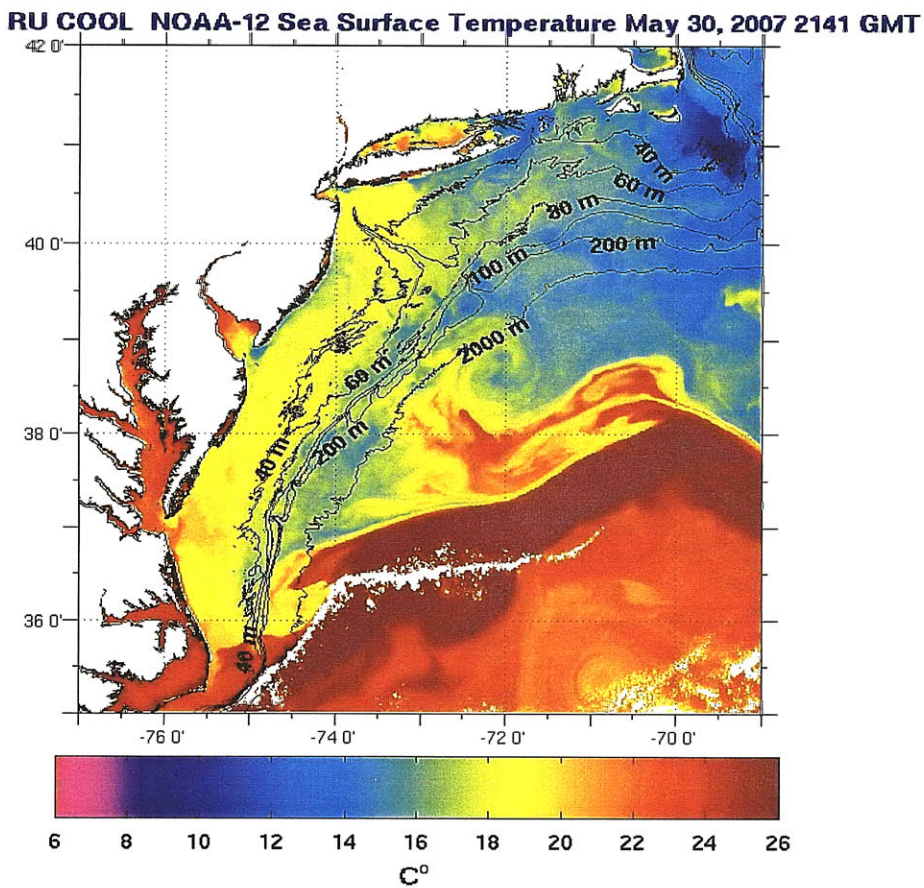 RU COOL NOAA-12 Sea Surface Temperature May 30, 2007 2141 GMT
42 0'
40 m
60 m
80 m
40 0'
200 m
100 m
2000 m
60 m
38 0'
200 m
40 m
36 0'
40 m
-76 0' -74 0' -72 0' -70 0'
6 8 10 12 14 16 18 20 22 24 26
C°